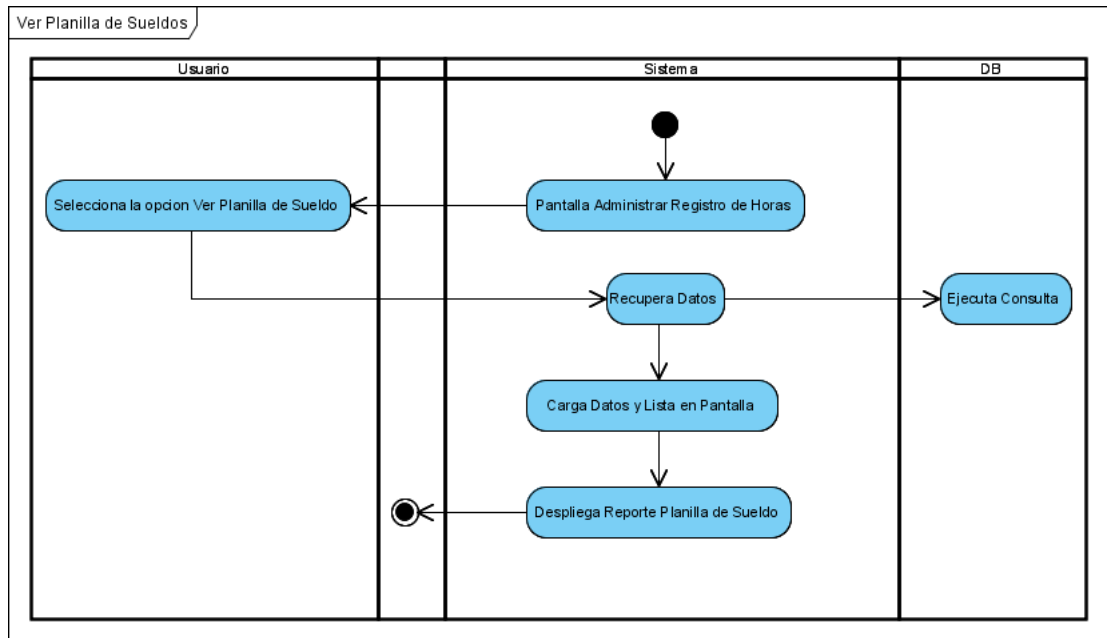 Ver Planilla de Sueldos
Usuario
Sistema
DB
Selecciona la opcion Ver Planilla de Sueldo
Pantalla Administrar Registro de Horas
Recupera Datos
Ejecuta Consulta
Carga Datos y Lista en Pantalla
Despliega Reporte Planilla de Sueldo